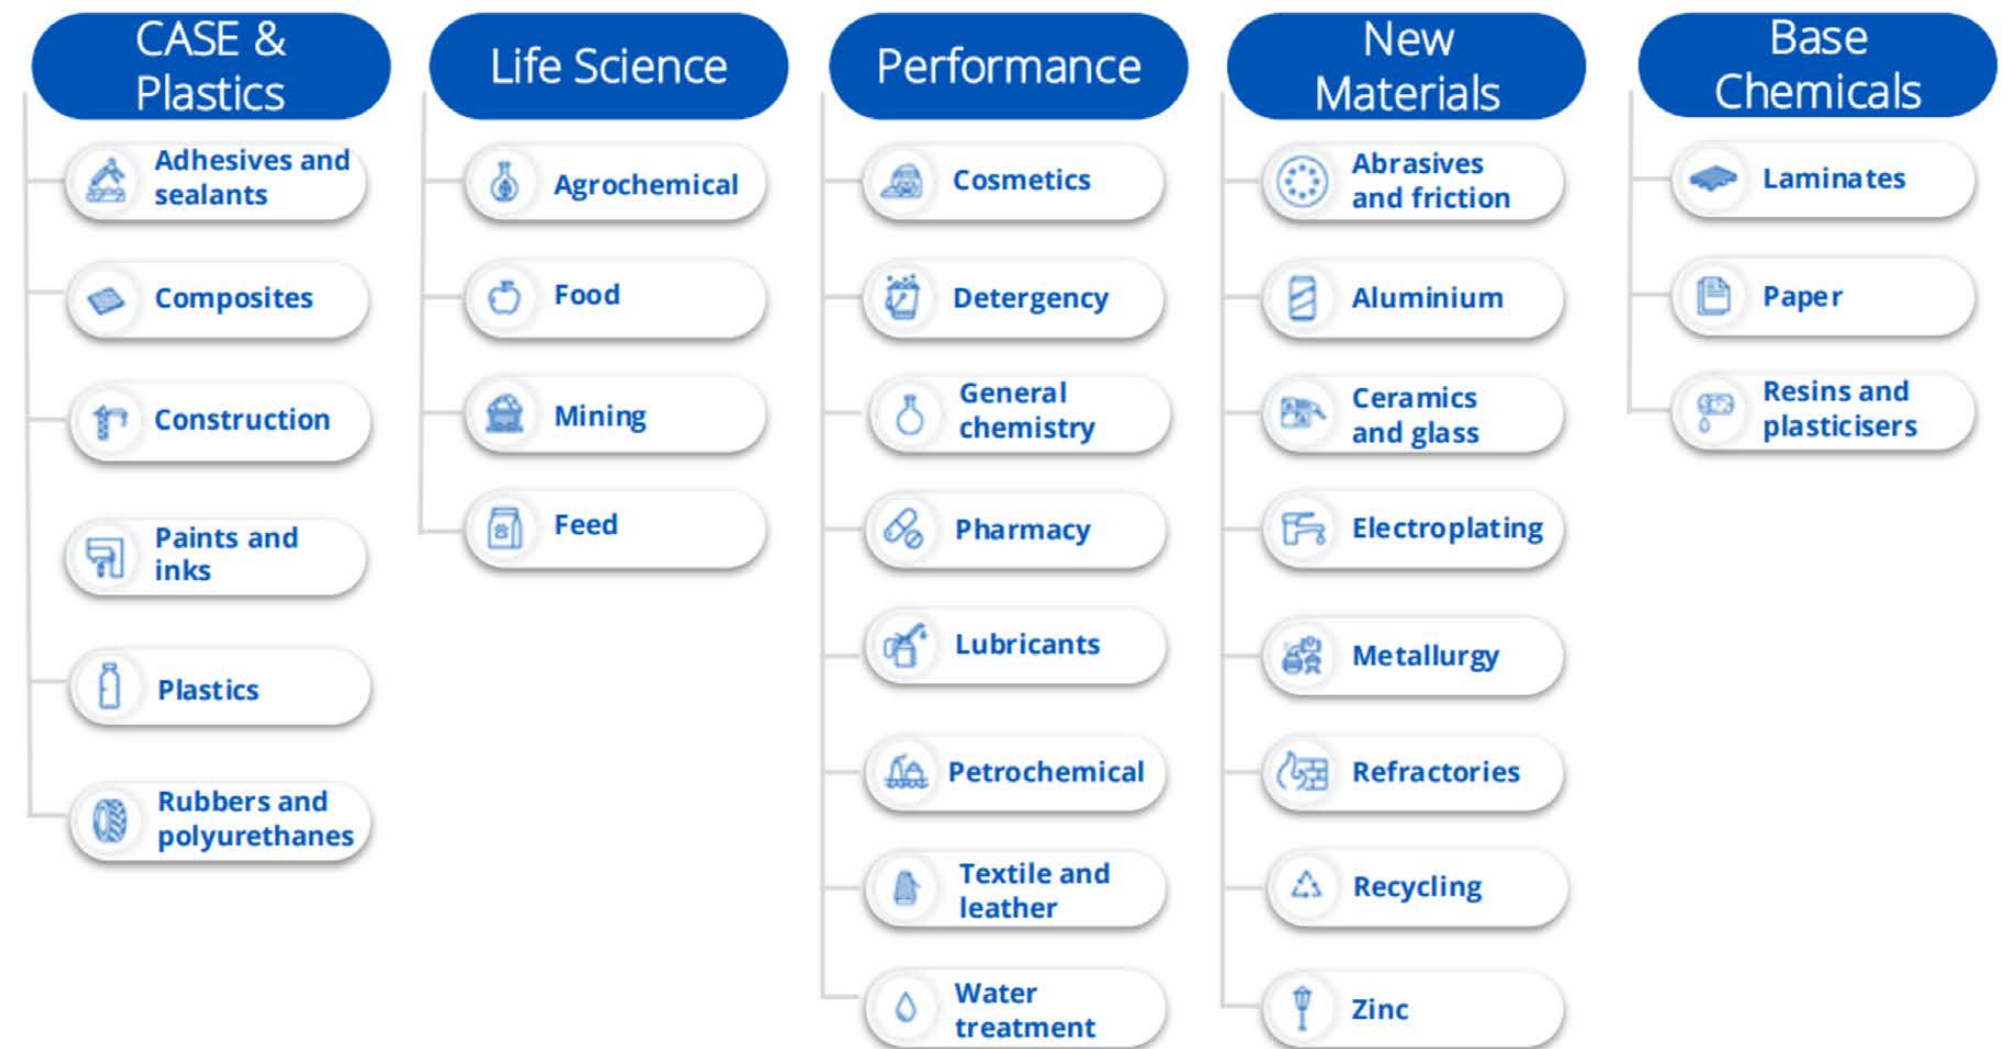 CASE &
Plastics
Adhesives and
sealants
Composites
Construction
Paints and
inks
Plastics
Rubbers and
polyurethanes
Life Science
Agrochemical
Food
Mining
Feed
Performance
Cosmetics
Detergency
General
chemistry
Pharmacy
Lubricants
Petrochemical
Textile and
leather
Water
treatment
New
Materials
Abrasives
and friction
Aluminium
Ceramics
and glass
Electroplating
Metallurgy
Refractories
Recycling
Zinc
Base
Chemicals
Laminates
Paper
Resins and
plasticisers